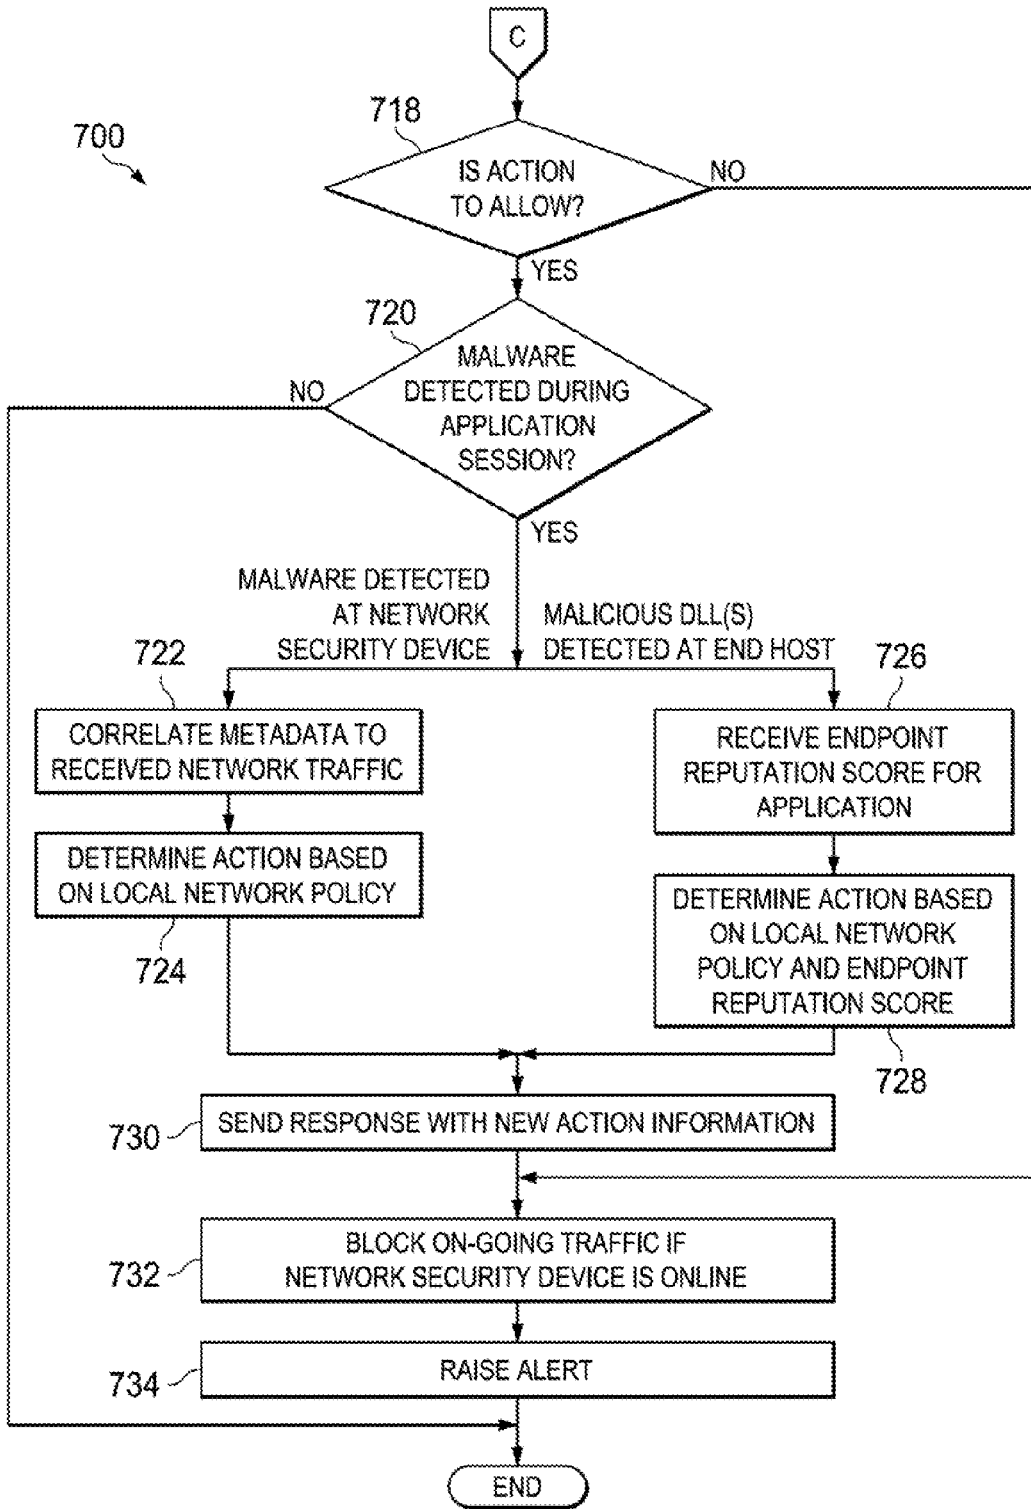 C
718
700
IS ACTION
TO ALLOW?
NO
YES
720
MALWARE
DETECTED DURING
APPLICATION
SESSION?
NO
YES
MALWARE DETECTED
AT NETWORK
SECURITY DEVICE
MALICIOUS DLL(S)
DETECTED AT END HOST
722
726
CORRELATE METADATA TO
RECEIVED NETWORK TRAFFIC
RECEIVE ENDPOINT
REPUTATION SCORE FOR
APPLICATION
DETERMINE ACTION BASED
ON LOCAL NETWORK POLICY
724
DETERMINE ACTION BASED
ON LOCAL NETWORK
POLICY AND ENDPOINT
REPUTATION SCORE
728
730
SEND RESPONSE WITH NEW ACTION INFORMATION
732
BLOCK ON-GOING TRAFFIC IF
NETWORK SECURITY DEVICE IS ONLINE
734
RAISE ALERT
END